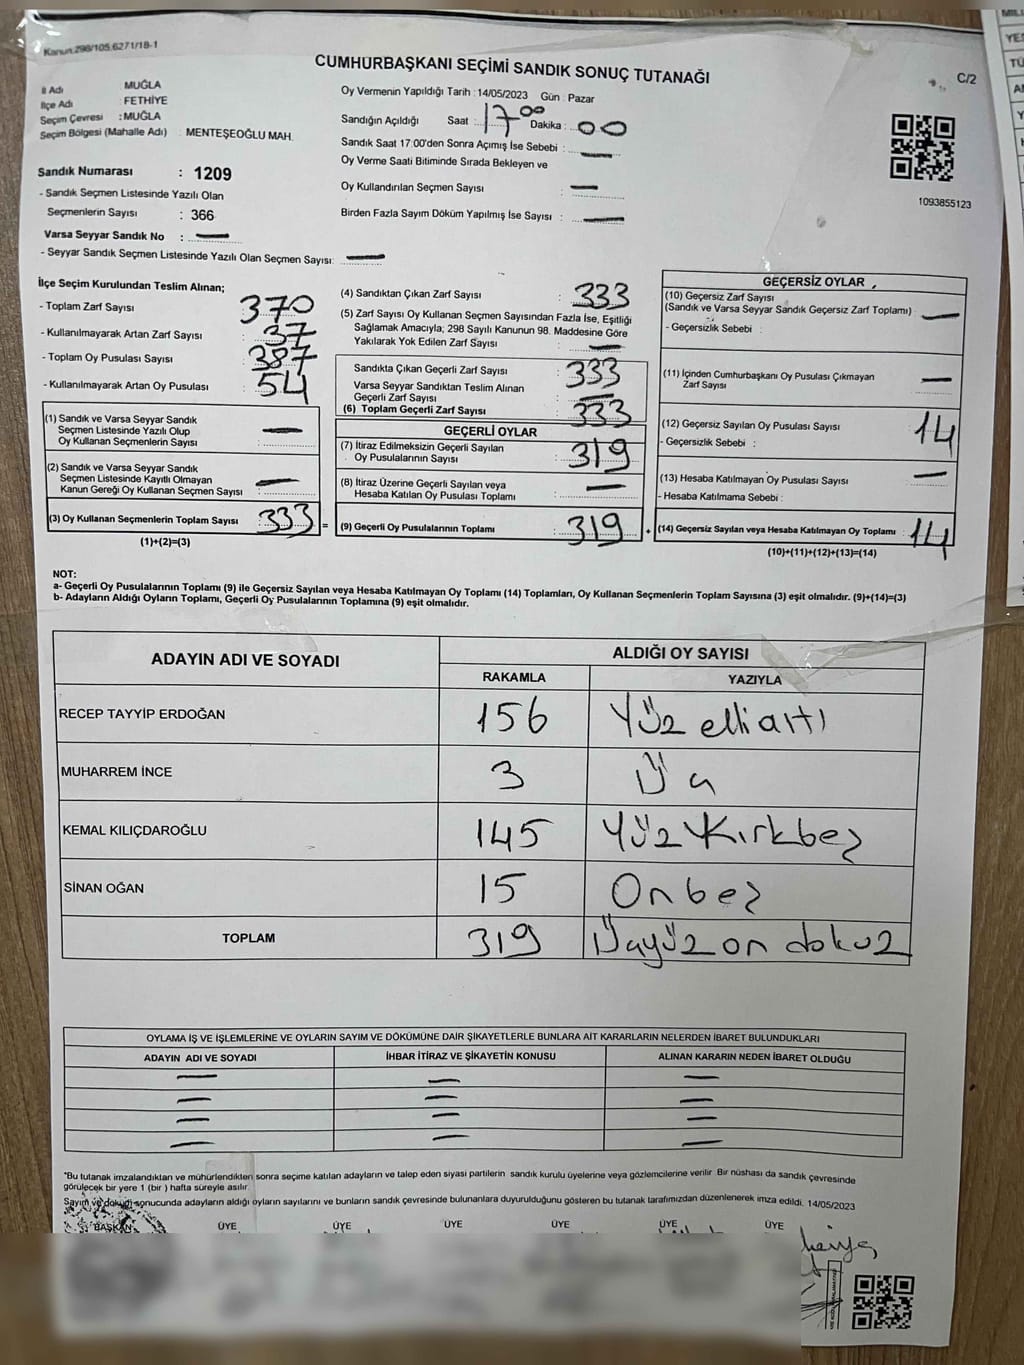 Kanun:298/105,6271/18-1
CUMHURBAŞKANI SEÇİMİ SANDIK SONUÇ TUTANAĞI
C/2
İl Adı : MUĞLA
İlçe Adı : FETHİYE
Seçim Çevresi : MUĞLA
Seçim Bölgesi (Mahalle Adı) : MENTEŞEOĞLU MAH.
Oy Vermenin Yapıldığı Tarih : 14/05/2023 Gün : Pazar
Sandığın Açıldığı Saat : 17 00 Dakika : 00
Sandık Saat 17:00'den Sonra Açımış İse Sebebi : —
Oy Verme Saati Bitiminde Sırada Bekleyen ve
Oy Kullandırılan Seçmen Sayısı : —
Birden Fazla Sayım Döküm Yapılmış İse Sayısı : —
1093855123
Sandık Numarası : 1209
- Sandık Seçmen Listesinde Yazılı Olan
Seçmenlerin Sayısı : 366
Varsa Seyyar Sandık No : —
- Seyyar Sandık Seçmen Listesinde Yazılı Olan Seçmen Sayısı: —
İlçe Seçim Kurulundan Teslim Alınan;
- Toplam Zarf Sayısı : 370
- Kullanılmayarak Artan Zarf Sayısı : 37
- Toplam Oy Pusulası Sayısı : 387
- Kullanılmayarak Artan Oy Pusulası : 54
(1) Sandık ve Varsa Seyyar Sandık
Seçmen Listesinde Yazılı Olup
Oy Kullanan Seçmenlerin Sayısı : —
(2) Sandık ve Varsa Seyyar Sandık
Seçmen Listesinde Kayıtlı Olmayan
Kanun Gereği Oy Kullanan Seçmen Sayısı : —
(3) Oy Kullanan Seçmenlerin Toplam Sayısı : 333 =
(1)+(2)=(3)
(4) Sandıktan Çıkan Zarf Sayısı : 333
(5) Zarf Sayısı Oy Kullanan Seçmen Sayısından Fazla İse, Eşitliği
Sağlamak Amacıyla; 298 Sayılı Kanunun 98. Maddesine Göre
Yakılarak Yok Edilen Zarf Sayısı : —
Sandıkta Çıkan Geçerli Zarf Sayısı : 333
Varsa Seyyar Sandıktan Teslim Alınan
Geçerli Zarf Sayısı : —
(6) Toplam Geçerli Zarf Sayısı : 333
GEÇERLİ OYLAR
(7) İtiraz Edilmeksizin Geçerli Sayılan
Oy Pusulalarının Sayısı : 319
(8) İtiraz Üzerine Geçerli Sayılan veya
Hesaba Katılan Oy Pusulası Toplamı : —
(9) Geçerli Oy Pusulalarının Toplamı : 319 +
GEÇERSİZ OYLAR
(10) Geçersiz Zarf Sayısı
(Sandık ve Varsa Seyyar Sandık Geçersiz Zarf Toplamı) : —
- Geçersizlik Sebebi :
(11) İçinden Cumhurbaşkanı Oy Pusulası Çıkmayan
Zarf Sayısı : —
(12) Geçersiz Sayılan Oy Pusulası Sayısı : 14
- Geçersizlik Sebebi :
(13) Hesaba Katılmayan Oy Pusulası Sayısı : —
- Hesaba Katılmama Sebebi :
(14) Geçersiz Sayılan veya Hesaba Katılmayan Oy Toplamı : 14
(10)+(11)+(12)+(13)=(14)
NOT:
a- Geçerli Oy Pusulalarının Toplamı (9) ile Geçersiz Sayılan veya Hesaba Katılmayan Oy Toplamı (14) Toplamları, Oy Kullanan Seçmenlerin Toplam Sayısına (3) eşit olmalıdır. (9)+(14)=(3)
b- Adayların Aldığı Oyların Toplamı, Geçerli Oy Pusulalarının Toplamına (9) eşit olmalıdır.
ADAYIN ADI VE SOYADI ALDIĞI OY SAYISI
RAKAMLA YAZIYLA
RECEP TAYYİP ERDOĞAN 156 Yüz elli altı
MUHARREM İNCE 3 Üç
KEMAL KILIÇDAROĞLU 145 Yüz Kırkbeş
SİNAN OĞAN 15 Onbeş
TOPLAM 319 Üçyüz on dokuz
OYLAMA İŞ VE İŞLEMLERİNE VE OYLARIN SAYIM VE DÖKÜMÜNE DAİR ŞİKAYETLERLE BUNLARA AİT KARARLARIN NELERDEN İBARET BULUNDUKLARI
ADAYIN ADI VE SOYADI İHBAR İTİRAZ VE ŞİKAYETİN KONUSU ALINAN KARARIN NEDEN İBARET OLDUĞU
— — —
— — —
— — —
— — —
*Bu tutanak imzalandıktan ve mühürlendikten sonra seçime katılan adayların ve talep eden siyasi partilerin sandık kurulu üyelerine veya gözlemcilerine verilir Bir nüshası da sandık çevresinde
görülecek bir yere 1 (bir ) hafta süreyle asılır.
Sayım ve döküm sonucunda adayların aldığı oyların sayılarını ve bunların sandık çevresinde bulunanlara duyurulduğunu gösteren bu tutanak tarafımızdan düzenlenerek imza edildi. 14/05/2023
BAŞKAN ÜYE ÜYE ÜYE ÜYE ÜYE ÜYE